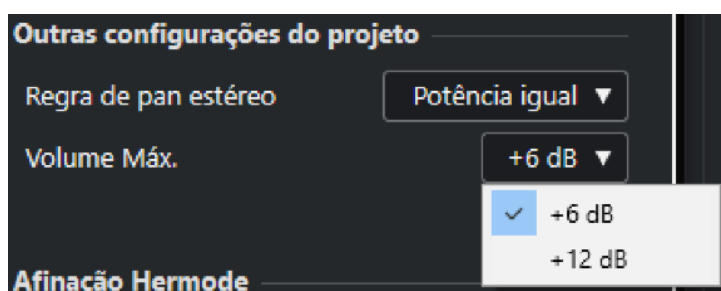 Outras configurações do projeto
Regra de pan estéreo Potência igual
Volume Máx. +6 dB
+6 dB
+12 dB
Afinação Hermode